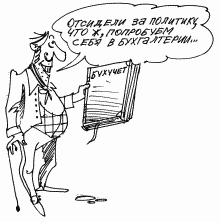 ОТСИДЕЛИ ЗА ПОЛИТИКУ,
ЧТО Ж, ПОПРОБУЕМ
СЕБЯ В БУХГАЛТЕРИИ...
БУХУЧЕТ